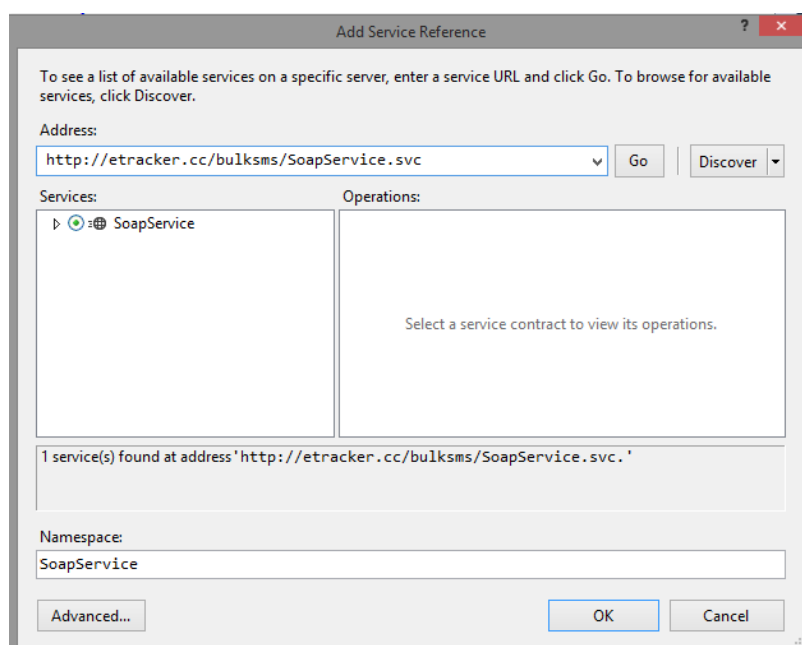 Add Service Reference
?
To see a list of available services on a specific server, enter a service URL and click Go. To browse for available
services, click Discover.
Address:
http://etracker.cc/bulksms/SoapService.svc
Go
Discover
Services:
Operations:
SoapService
Select a service contract to view its operations.
1 service(s) found at address'http://etracker.cc/bulksms/SoapService.svc.'
Namespace:
SoapService
Advanced...
OK
Cancel